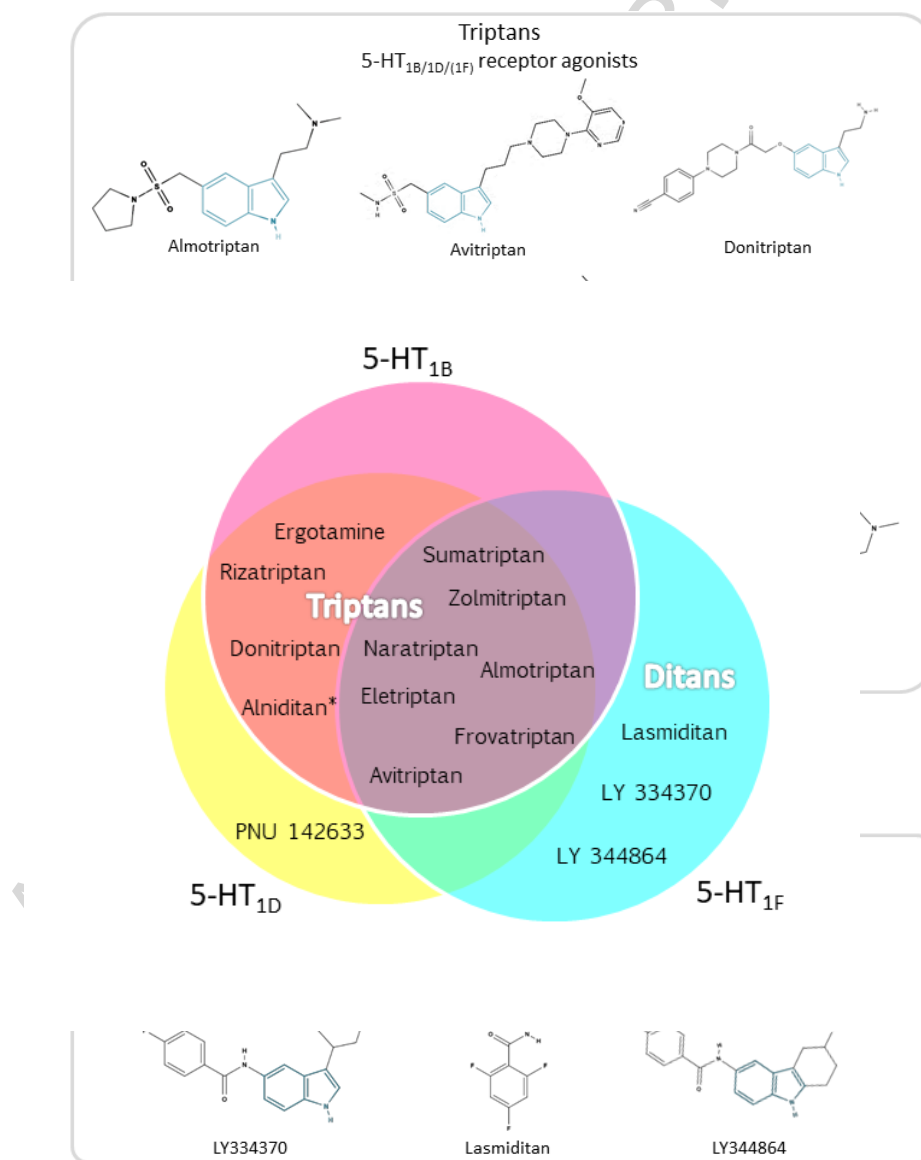 Triptans
5-HT1B/1D/(1F) receptor agonists
Almotriptan
Avitriptan
Donitriptan
5-HT1B
Ergotamine
Sumatriptan
Rizatriptan
Zolmitriptan
Triptans
Donitriptan
Naratriptan
Almotriptan
Ditans
Eletriptan
Alniditan*
Frovatriptan
Lasmiditan
Avitriptan
LY 334370
PNU 142633
LY 344864
5-HT1D
5-HT1F
LY334370
Lasmiditan
LY344864